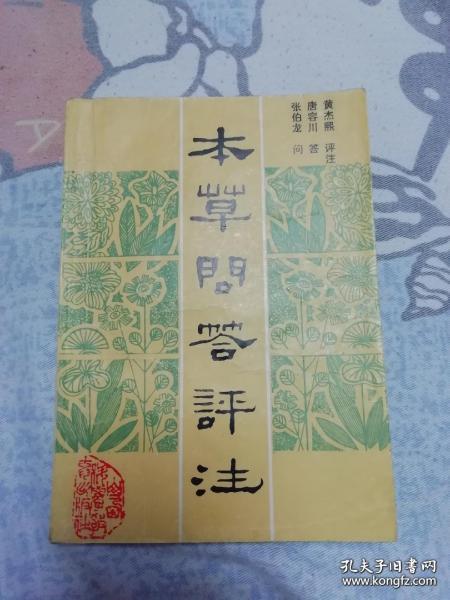 本草問答評注
黄杰熙 评注
唐容川 答
张伯龙 问
孔夫子旧书网
www.kongfz.com